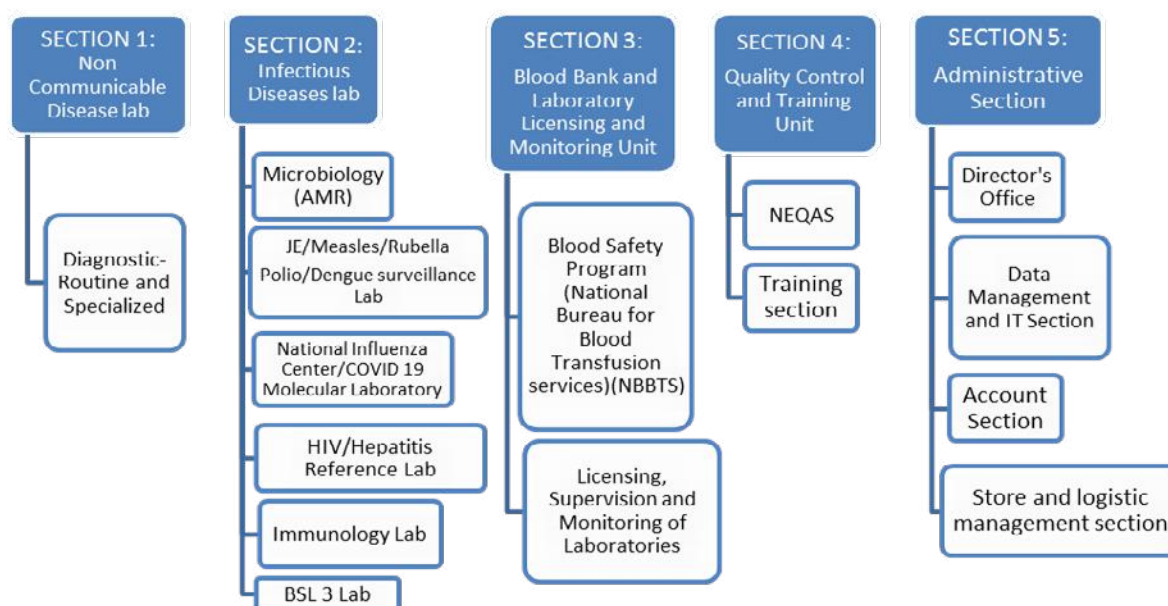 SECTION 1:
Non
Communicable
Disease lab
Diagnostic-
Routine and
Specialized
SECTION 2:
Infectious
Diseases lab
Microbiology
(AMR)
JE/Measles/Rubella
Polio/Dengue surveillance
Lab
National Influenza
Center/COVID 19
Molecular Laboratory
HIV/Hepatitis
Reference Lab
Immunology Lab
BSL 3 Lab
SECTION 3:
Blood Bank and
Laboratory
Licensing and
Monitoring Unit
Blood Safety
Program
(National
Bureau for
Blood
Transfusion
services)(NBBTS)
Licensing,
Supervision and
Monitoring of
Laboratories
SECTION 4:
Quality Control
and Training
Unit
NEQAS
Training
section
SECTION 5:
Administrative
Section
Director's
Office
Data
Management
and IT Section
Account
Section
Store and logistic
management section